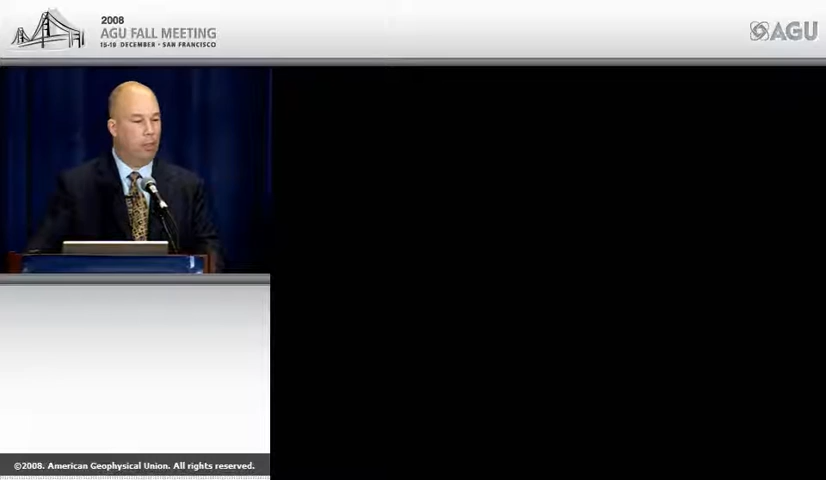 2008
AGU FALL MEETING
15-19 DECEMBER • SAN FRANCISCO
AGU
©2008. American Geophysical Union. All rights reserved.